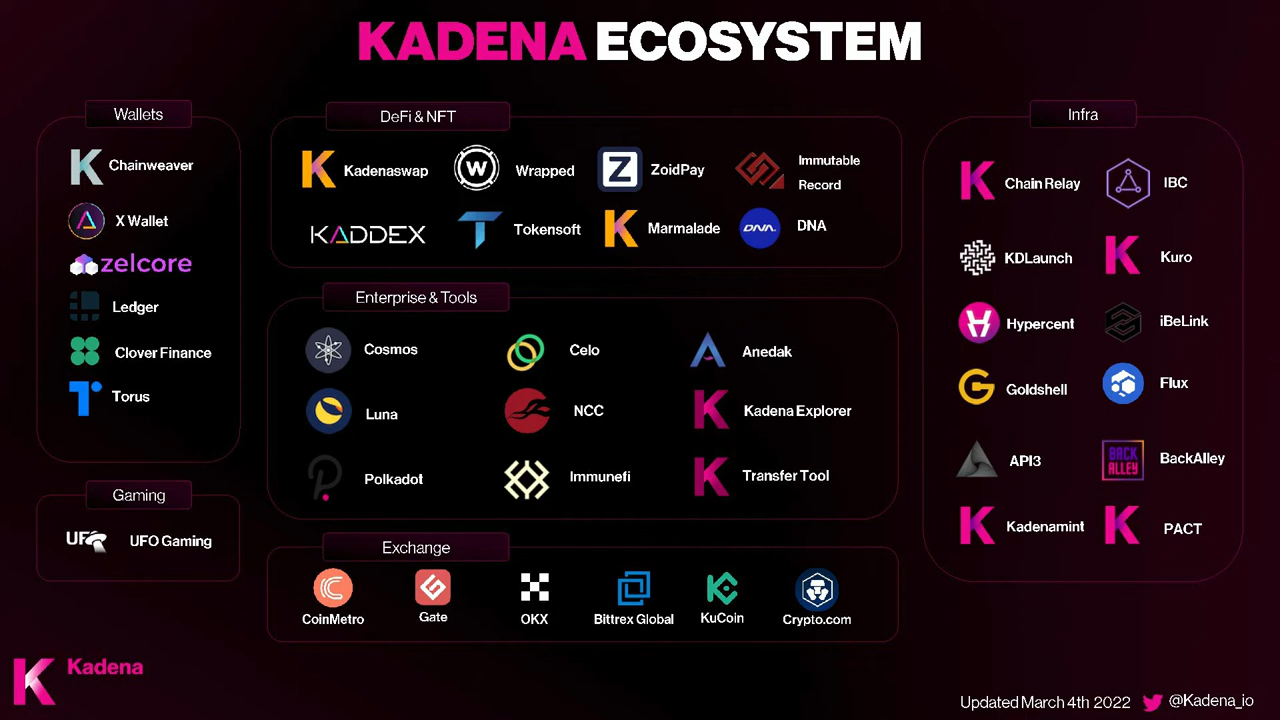 KADENA ECOSYSTEM
Wallets
Chainweaver
X Wallet
zelcore
Ledger
Clover Finance
Torus
Gaming
UFO
UFO Gaming
DeFi & NFT
Kadenaswap
W
Wrapped
Z
ZoidPay
Immutable
Record
KADDEX
Tokensoft
Marmalade
DNA
DNA
Enterprise & Tools
Cosmos
Celo
Anedak
Luna
NCC
Kadena Explorer
Polkadot
Immunefi
Transfer Tool
Exchange
CoinMetro
Gate
OKX
Bittrex Global
KuCoin
Crypto.com
Infra
Chain Relay
IBC
KDLaunch
Kuro
Hypercent
iBeLink
Goldshell
Flux
API3
BACK
ALLEY
BackAlley
Kadenamint
PACT
Kadena
Updated March 4th 2022
@Kadena_io